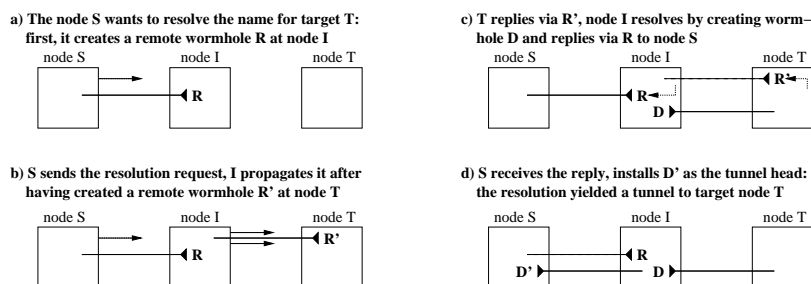 a) The node S wants to resolve the name for target T:
first, it creates a remote wormhole R at node I
node S node I node T
R
b) S sends the resolution request, I propagates it after
having created a remote wormhole R' at node T
node S node I node T
R'
R
c) T replies via R', node I resolves by creating worm–
hole D and replies via R to node S
node S node I node T
R'
R
D
d) S receives the reply, installs D' as the tunnel head:
the resolution yielded a tunnel to target node T
node S node I node T
R
D' D